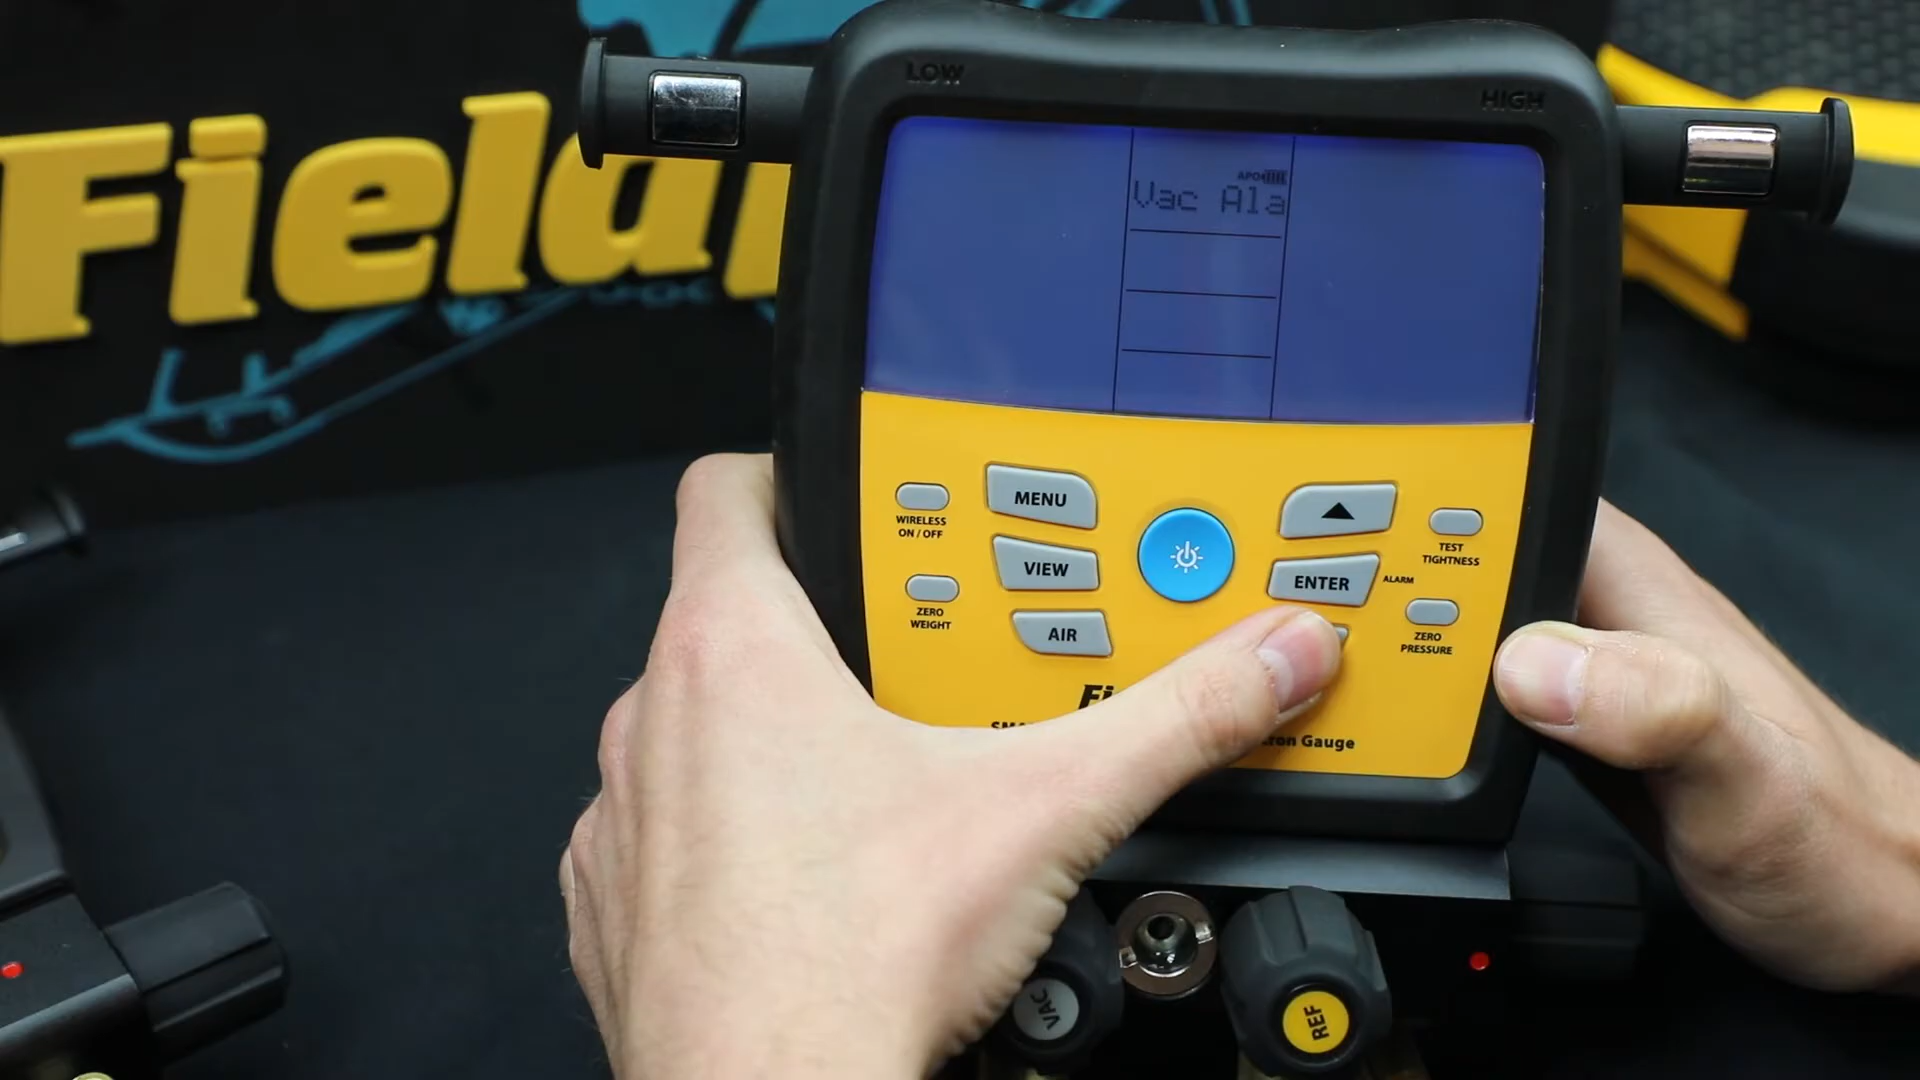 LOW
HIGH
APO
Vac Ala
WIRELESS
ON / OFF
MENU
VIEW
ZERO
WEIGHT
AIR
▲
ENTER
ALARM
TEST
TIGHTNESS
ZERO
PRESSURE
Gauge
VAC
REF